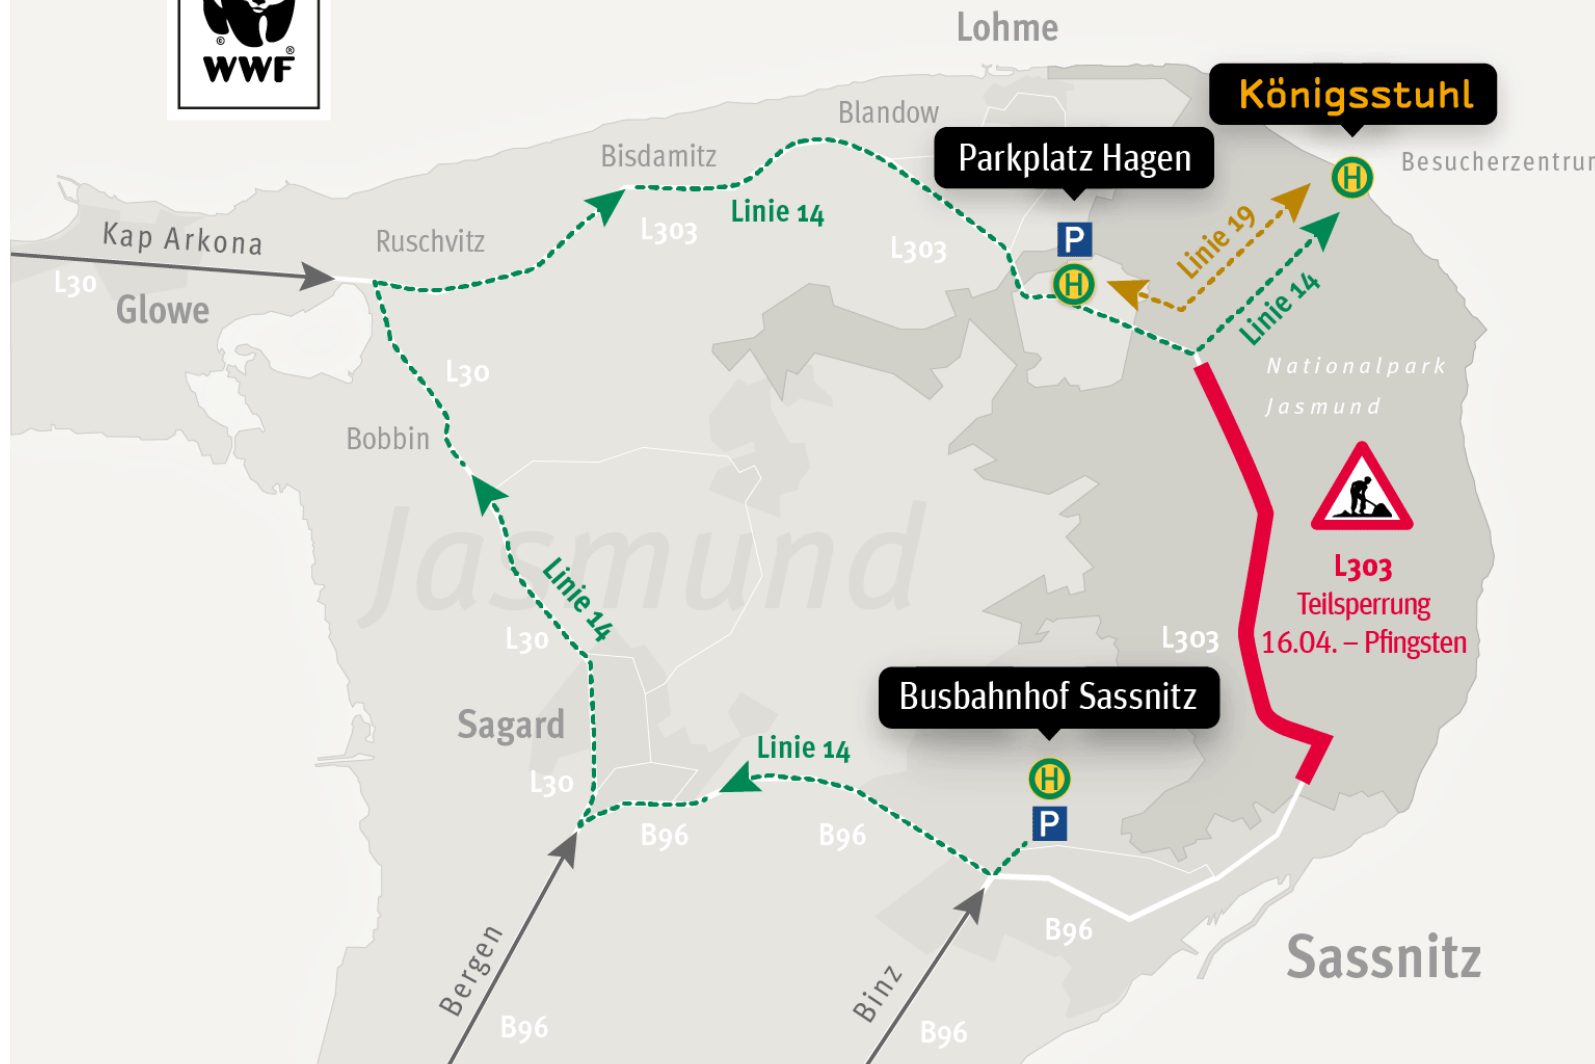 ©
®
WWF
Lohme
Königsstuhl
Blandow
Parkplatz Hagen
Besucherzentrum
Bisdamitz
Linie 14
L303
Kap Arkona
Ruschvitz
P
Linie 19
H
H
L303
L30
Glowe
Linie 14
L30
Nationalpark
Jasmund
Bobbin
Jasmund
Linie 14
L303
Teilsperrung
16.04. – Pfingsten
L30
L303
Busbahnhof Sassnitz
Sagard
Linie 14
L30
H
P
B96
B96
B96
Sassnitz
Bergen
Binz
B96
B96